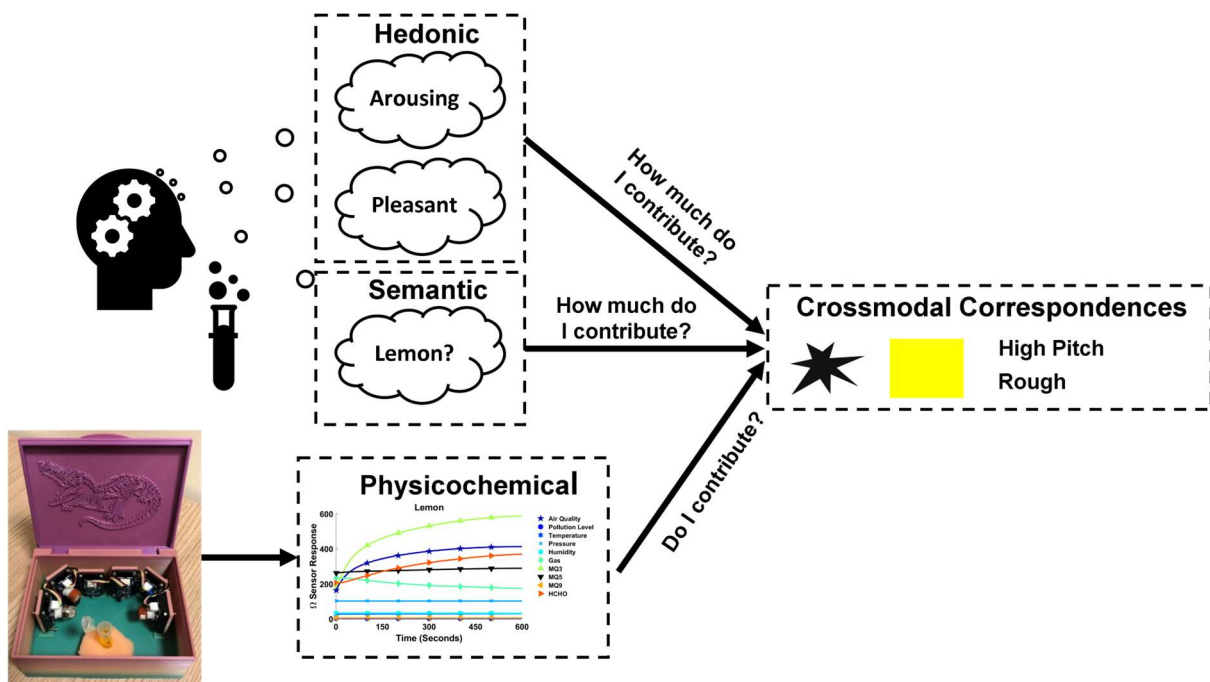 Hedonic
Arousing
Pleasant
Semantic
Lemon?
How much do
I contribute?
How much do
I contribute?
Crossmodal Correspondences
High Pitch
Rough
Do I contribute?
Physicochemical
Lemon
Ω Sensor Response
600
400
200
0
0
150
300
450
600
Time (Seconds)
Air Quality
Pollution Level
Temperature
Pressure
Humidity
Gas
MQ3
MQ5
MQ9
HCHO